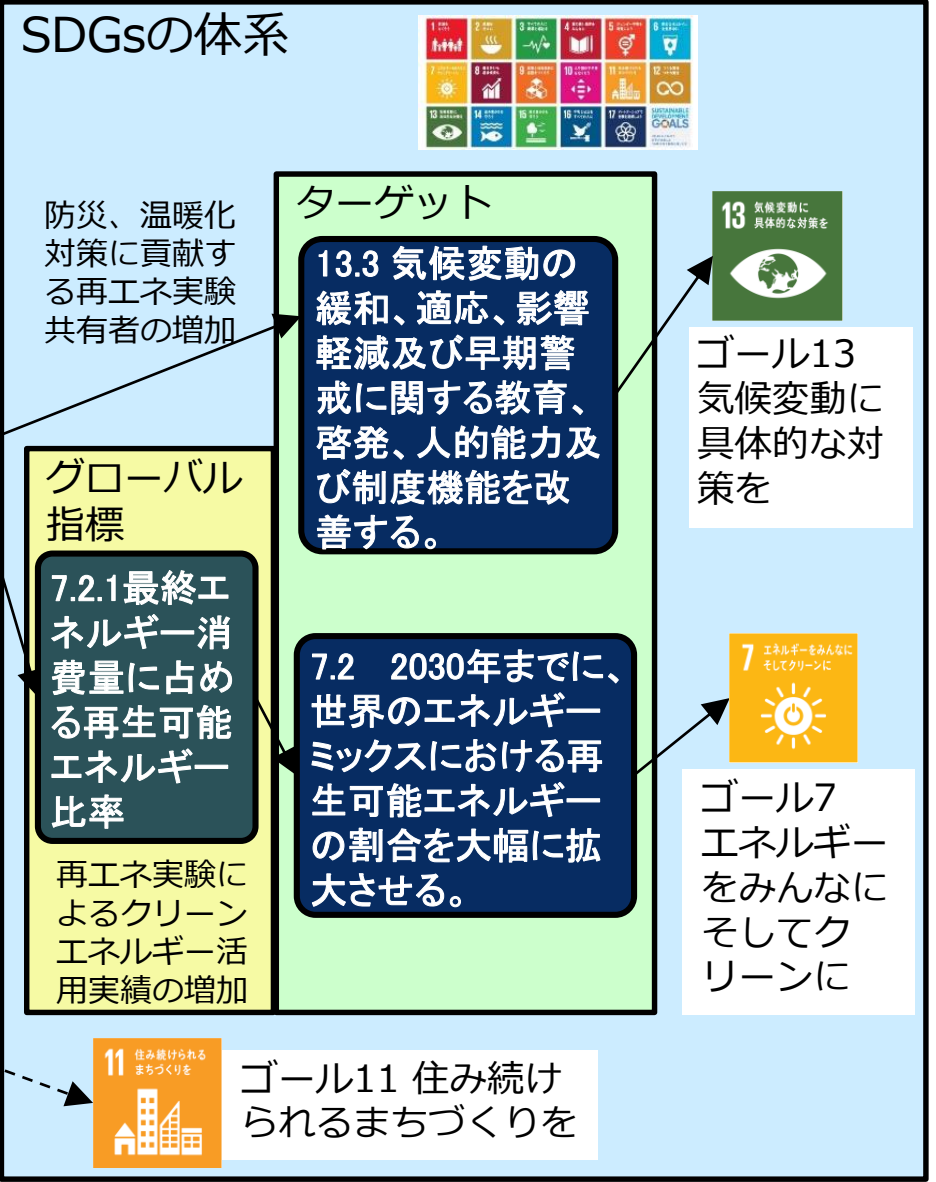 SDGsの体系
SUSTAINABLE
DEVELOPMENT
GOALS
防災、温暖化
対策に貢献す
る再エネ実験
共有者の増加
ターゲット
13.3 気候変動の
緩和、適応、影響
軽減及び早期警
戒に関する教育、
啓発、人的能力及
び制度機能を改
善する。
13 気候変動に
具体的な対策を
ゴール13
気候変動に
具体的な対
策を
グローバル
指標
7.2.1最終エ
ネルギー消
費量に占め
る再生可能
エネルギー
比率
再エネ実験に
よるクリーン
エネルギー活
用実績の増加
7.2　2030年までに、
世界のエネルギー
ミックスにおける再
生可能エネルギー
の割合を大幅に拡
大させる。
7 エネルギーをみんなに
そしてクリーンに
ゴール7
エネルギー
をみんなに
そしてク
リーンに
11 住み続けられる
まちづくりを
ゴール11 住み続け
られるまちづくりを